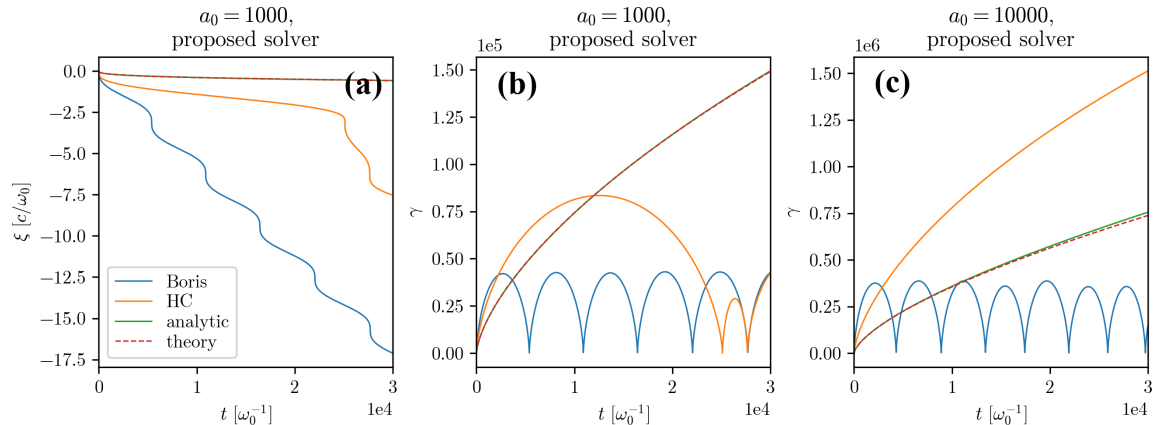 a₀ = 1000,
proposed solver
(a)
0.0
−2.5
−5.0
−7.5
−10.0
−12.5
−15.0
−17.5
ξ [c/ω₀]
Boris
HC
analytic
theory
0
1
2
3
1e4
t [ω₀⁻¹]
a₀ = 1000,
proposed solver
1e5
(b)
1.50
1.25
1.00
0.75
0.50
0.25
0.00
γ
0
1
2
3
1e4
t [ω₀⁻¹]
a₀ = 10000,
proposed solver
1e6
(c)
1.50
1.25
1.00
0.75
0.50
0.25
0.00
γ
0
1
2
3
1e4
t [ω₀⁻¹]